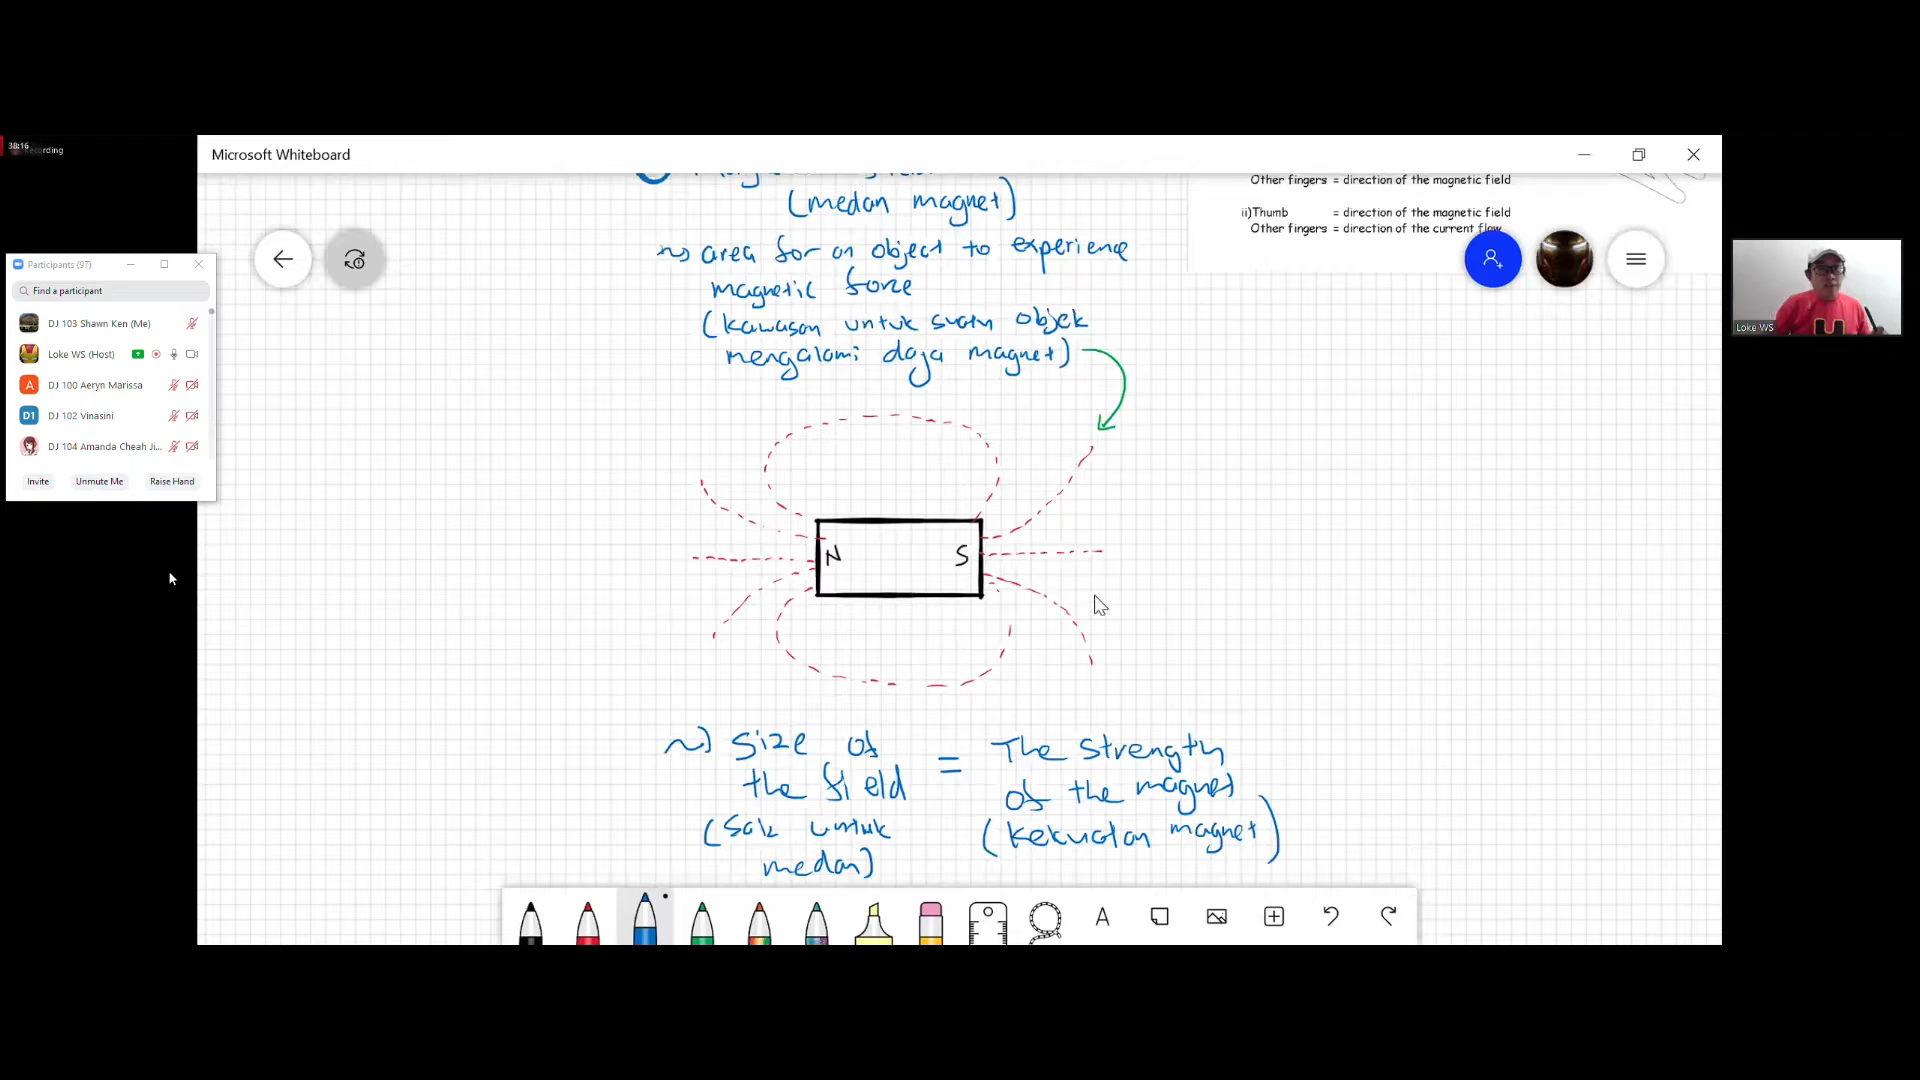 38:16
Recording
Microsoft Whiteboard
Other fingers = direction of the magnetic field
ii)Thumb = direction of the magnetic field
Other fingers = direction of the current flow
(medan magnet)
~) area for an object to experience
magnetic force
(kawasan untuk suatu objek
mengalami daya magnet)
N S
~) Size of
the field
(Saiz untuk
medan)
=
The Strength
of the magnet
(Kekuatan magnet)
Participants (97)
Find a participant
DJ 103 Shawn Ken (Me)
Loke WS (Host)
A DJ 100 Aeryn Marissa
D1 DJ 102 Vinasini
DJ 104 Amanda Cheah Ji...
Invite Unmute Me Raise Hand
Loke WS
A